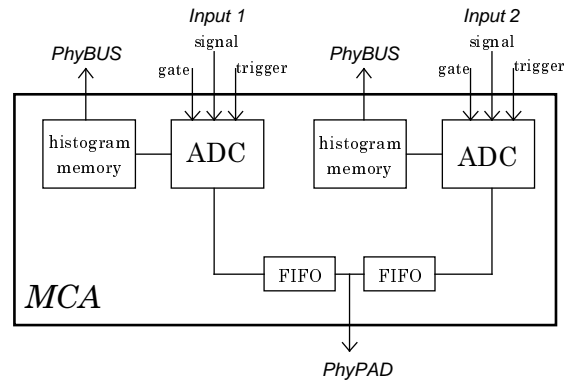 Input 1
Input 2
signal
signal
PhyBUS
PhyBUS
gate
trigger
gate
trigger
histogram
memory
ADC
histogram
memory
ADC
FIFO
FIFO
MCA
PhyPAD